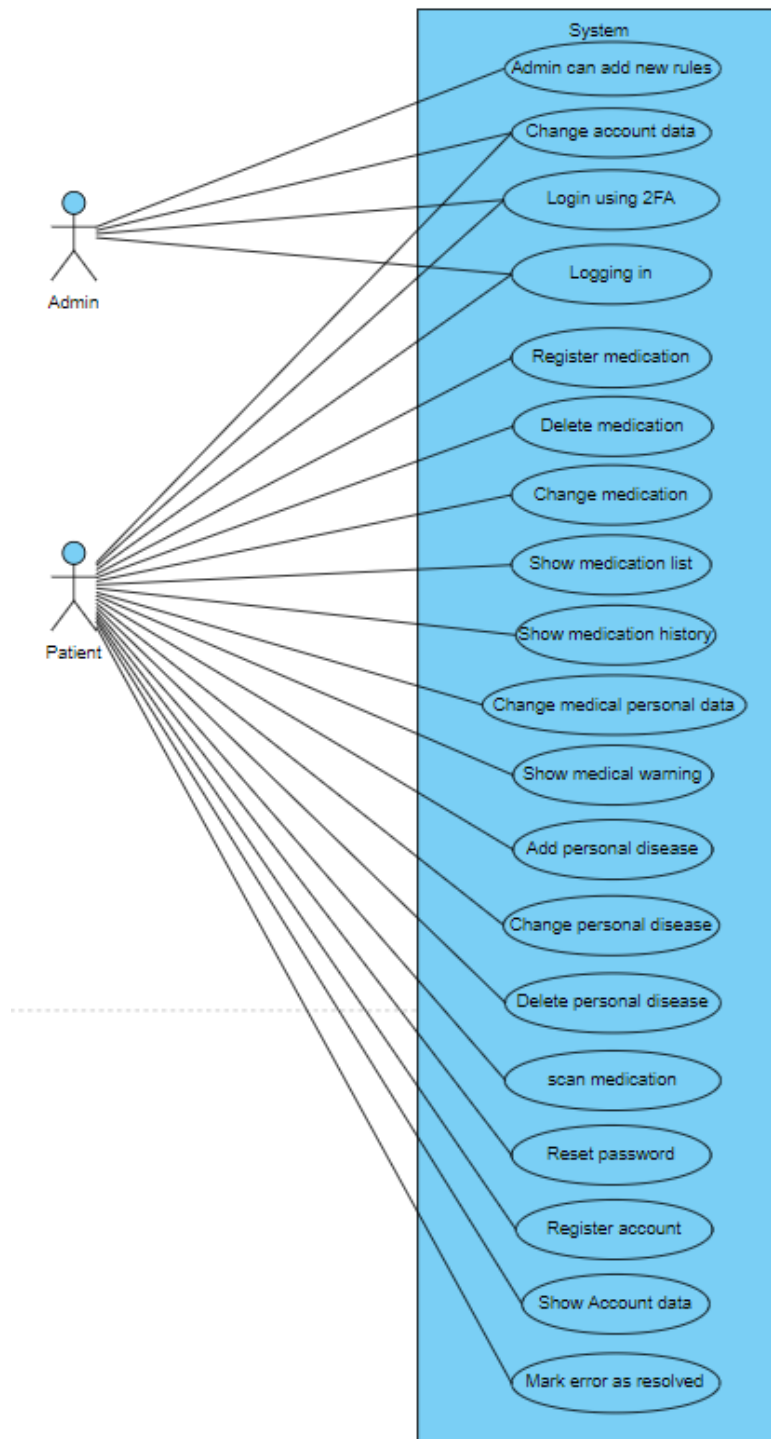 System
Admin can add new rules
Change account data
Login using 2FA
Logging in
Admin
Register medication
Delete medication
Change medication
Show medication list
Show medication history
Patient
Change medical personal data
Show medical warning
Add personal disease
Change personal disease
Delete personal disease
scan medication
Reset password
Register account
Show Account data
Mark error as resolved